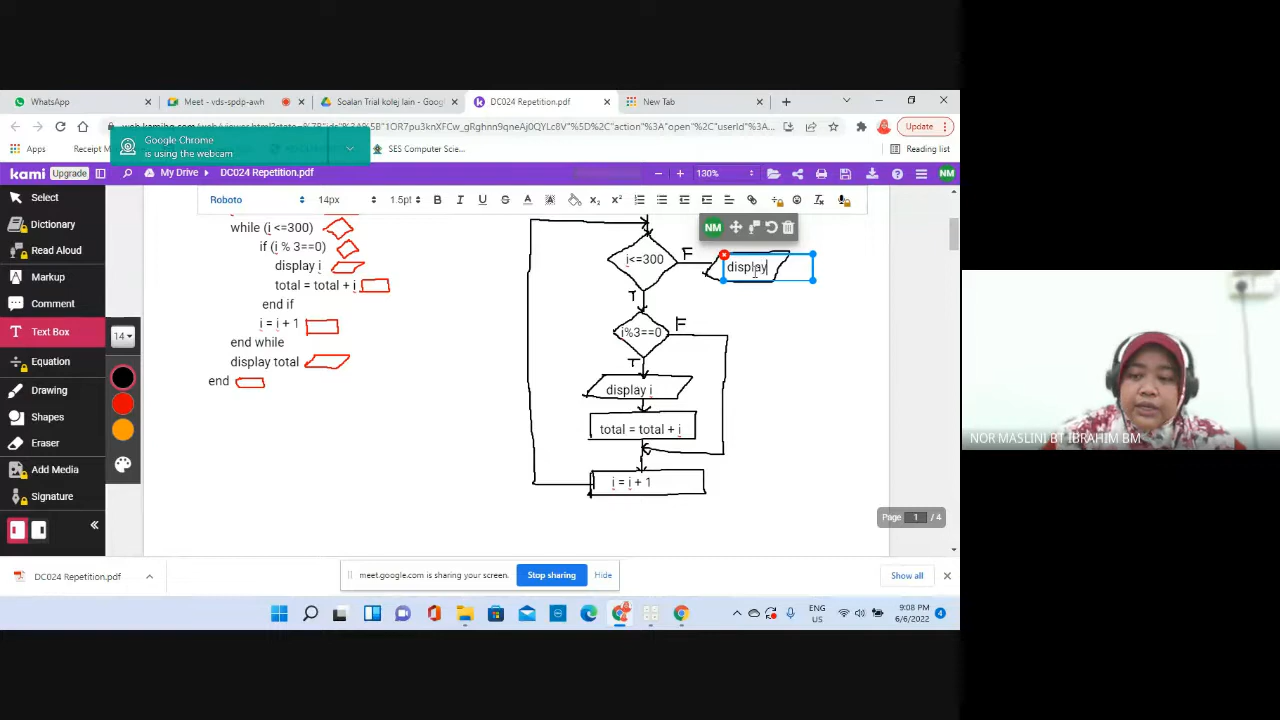 WhatsApp
Meet - vds-spdp-awh
Soalan Trial kolej lain - Goog
DC024 Repetition.pdf
New Tab
Update
Apps
Receipt M
Google Chrome
is using the webcam
SES Computer Scie...
Reading list
kami Upgrade
My Drive > DC024 Repetition.pdf
130%
NM
Select
Dictionary
Read Aloud
Markup
Comment
Text Box
Equation
Drawing
Shapes
Eraser
Add Media
Signature
Roboto
14px
1.5pt
B I U S A
14
while (i <=300)
if (i % 3==0)
display i
total = total + i
end if
i = i + 1
end while
display total
end
NM
i<=300
F
display
T
i%3==0
F
T
display i
total = total + i
i = i + 1
Page 1 / 4
NOR MASLINI BT IBRAHIM BM
DC024 Repetition.pdf
meet.google.com is sharing your screen.
Stop sharing
Hide
Show all
ENG
US
9:08 PM
6/6/2022
4